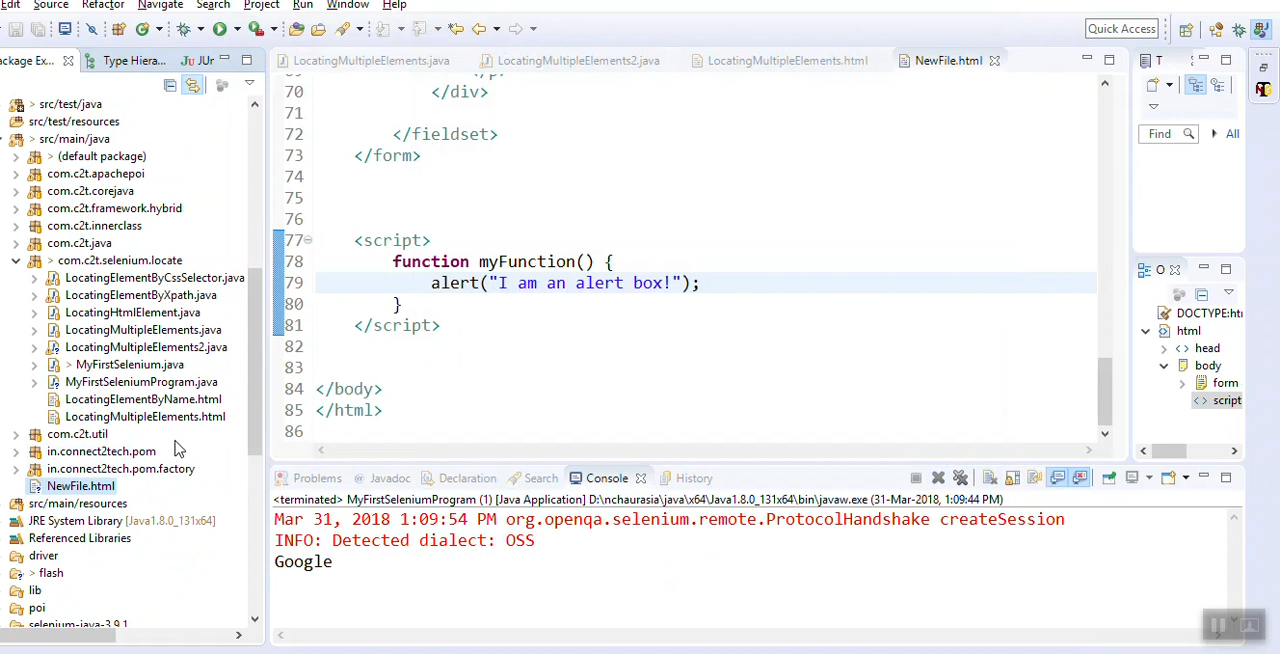 Edit Source Refactor Navigate Search Project Run Window Help
Quick Access
Package Ex... Type Hiera... Ju JUr
LocatingMultipleElements.java LocatingMultipleElements2.java LocatingMultipleElements.html NewFile.html
src/test/java
src/test/resources
src/main/java
(default package)
com.c2t.apachepoi
com.c2t.corejava
com.c2t.framework.hybrid
com.c2t.innerclass
com.c2t.java
com.c2t.selenium.locate
LocatingElementByCssSelector.java
LocatingElementByXpath.java
LocatingHtmlElement.java
LocatingMultipleElements.java
LocatingMultipleElements2.java
MyFirstSelenium.java
MyFirstSeleniumProgram.java
LocatingElementByName.html
LocatingMultipleElements.html
com.c2t.util
in.connect2tech.pom
in.connect2tech.pom.factory
NewFile.html
src/main/resources
JRE System Library [Java1.8.0_131x64]
Referenced Libraries
driver
flash
lib
poi
selenium-java-3.9.1
69 </p>
70 </div>
71
72 </fieldset>
73 </form>
74
75
76
77 <script>
78 function myFunction() {
79 alert("I am an alert box!");
80 }
81 </script>
82
83
84 </body>
85 </html>
86
T
Find All
O
DOCTYPE:htm
html
head
body
form
script
Problems Javadoc Declaration Search Console History
<terminated> MyFirstSeleniumProgram (1) [Java Application] D:\nchaurasia\java\x64\Java1.8.0_131x64\bin\javaw.exe (31-Mar-2018, 1:09:44 PM)
Mar 31, 2018 1:09:54 PM org.openqa.selenium.remote.ProtocolHandshake createSession
INFO: Detected dialect: OSS
Google